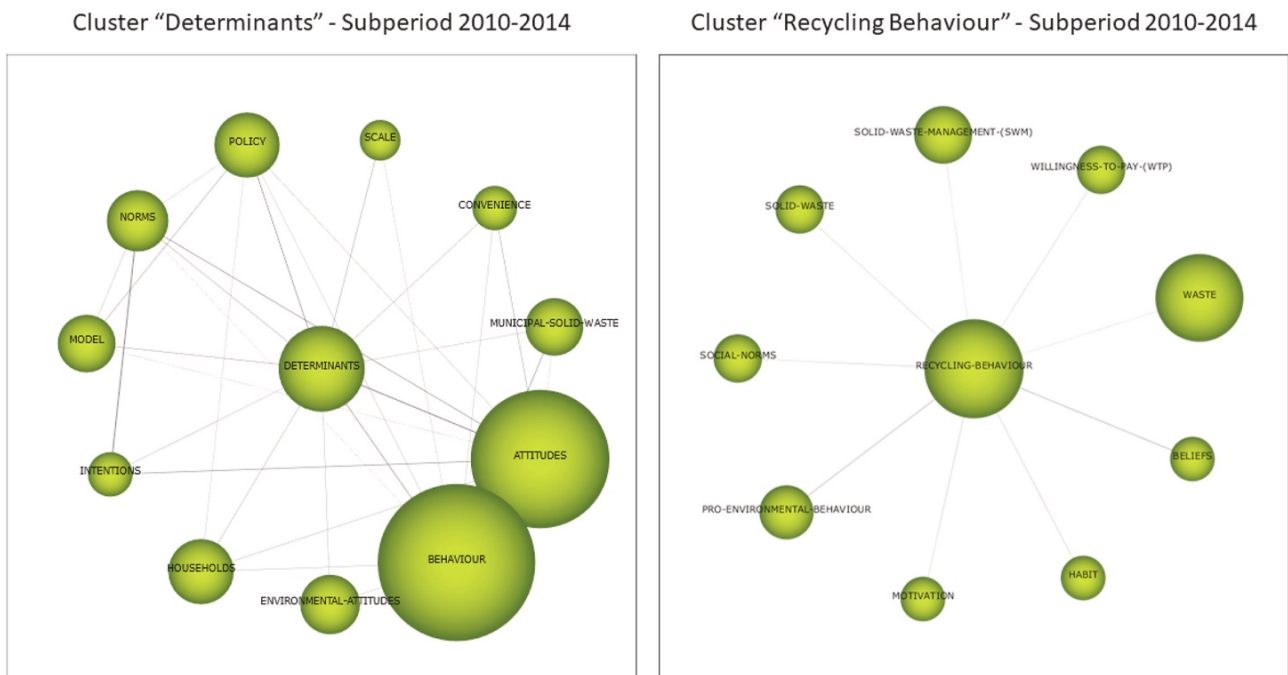 Cluster “Determinants” - Subperiod 2010-2014
POLICY
SCALE
NORMS
CONVENIENCE
MODEL
MUNICIPAL-SOLID-WASTE
DETERMINANTS
ATTITUDES
INTENTIONS
HOUSEHOLDS
BEHAVIOUR
ENVIRONMENTAL-ATTITUDES
Cluster “Recycling Behaviour” - Subperiod 2010-2014
SOLID-WASTE-MANAGEMENT-(SWM)
WILLINGNESS-TO-PAY-(WTP)
SOLID-WASTE
WASTE
SOCIAL-NORMS
RECYCLING-BEHAVIOUR
BELIEFS
PRO-ENVIRONMENTAL-BEHAVIOUR
HABIT
MOTIVATION